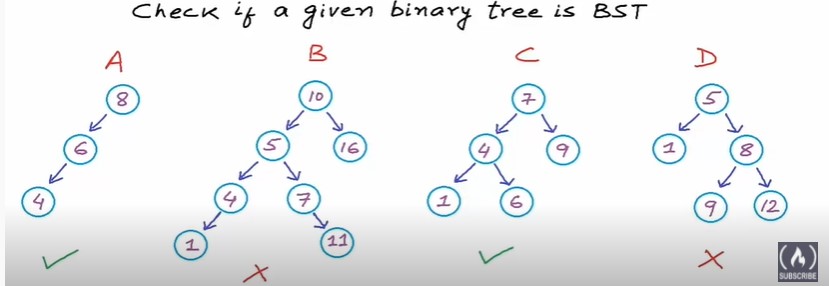 Check if a given binary tree is BST
A B C D
8 10 7 5
6 5 16 4 9 1 8
4 4 7 1 6 9 12
1 11
SUBSCRIBE